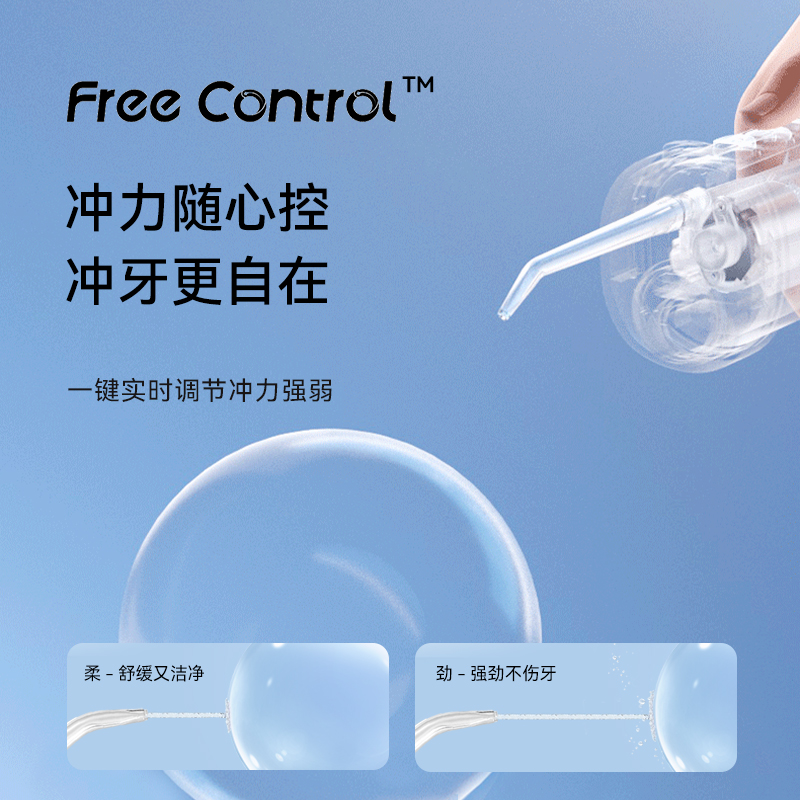 Free Control™
冲力随心控
冲牙更自在
一键实时调节冲力强弱
柔 – 舒缓又洁净
劲 – 强劲不伤牙